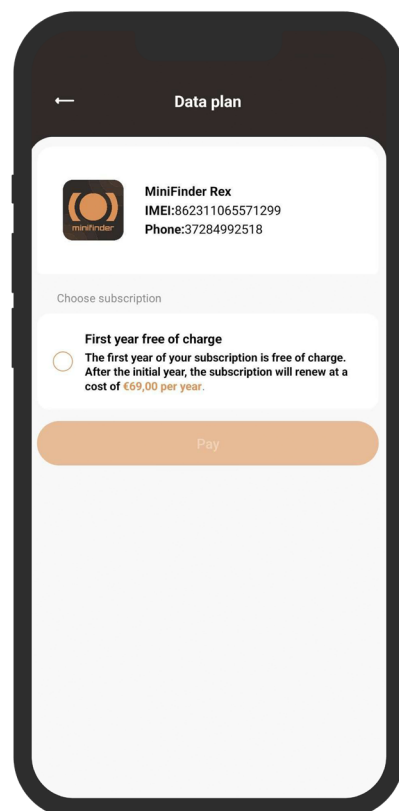 Data plan
minifinder
MiniFinder Rex
IMEI:862311065571299
Phone:37284992518
Choose subscription
First year free of charge
The first year of your subscription is free of charge.
After the initial year, the subscription will renew at a
cost of €69,00 per year.
Pay